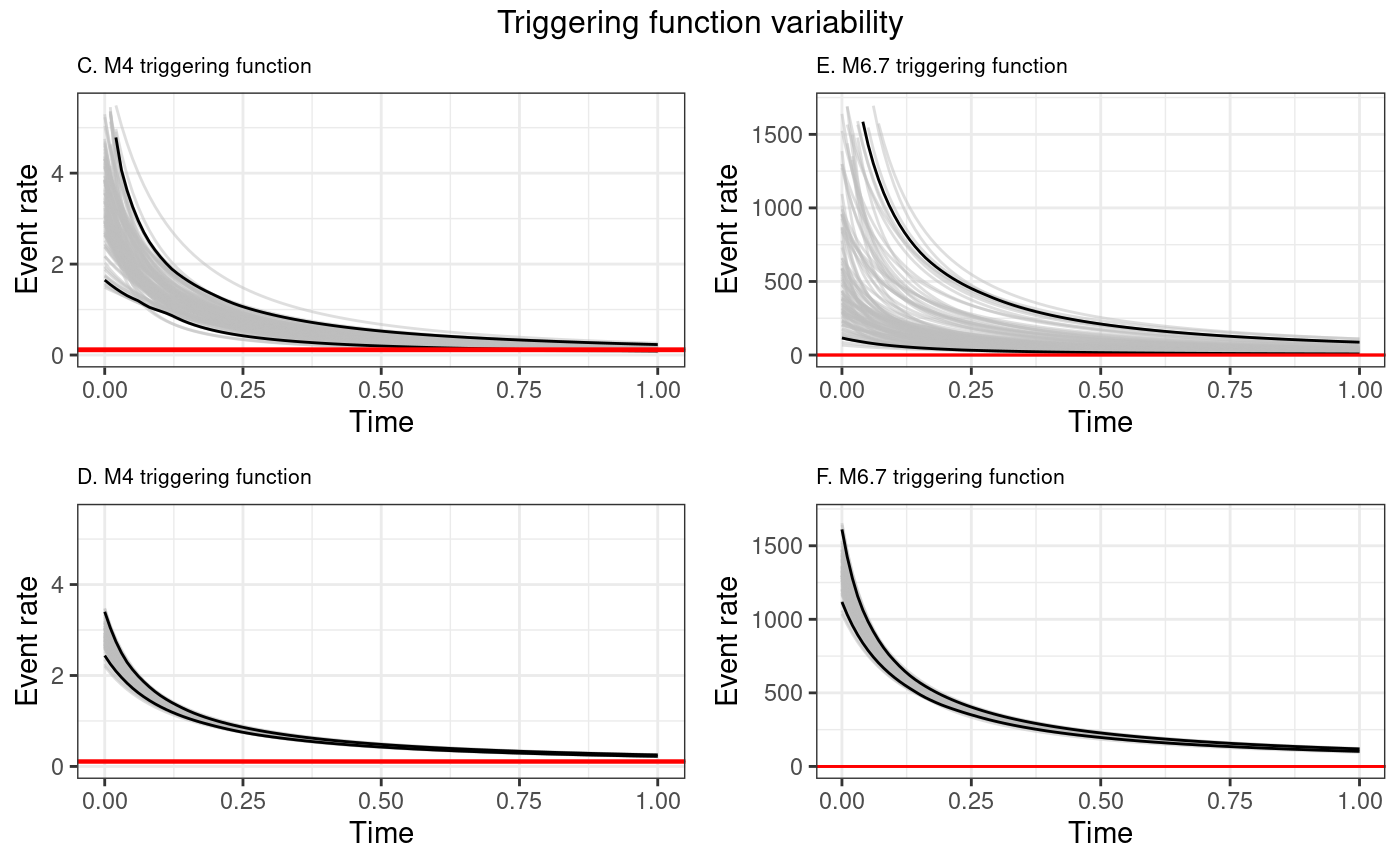 Triggering function variability
C. M4 triggering function
Event rate
4
2
0
0.00 0.25 0.50 0.75 1.00
Time
E. M6.7 triggering function
Event rate
1500
1000
500
0
0.00 0.25 0.50 0.75 1.00
Time
D. M4 triggering function
Event rate
4
2
0
0.00 0.25 0.50 0.75 1.00
Time
F. M6.7 triggering function
Event rate
1500
1000
500
0
0.00 0.25 0.50 0.75 1.00
Time